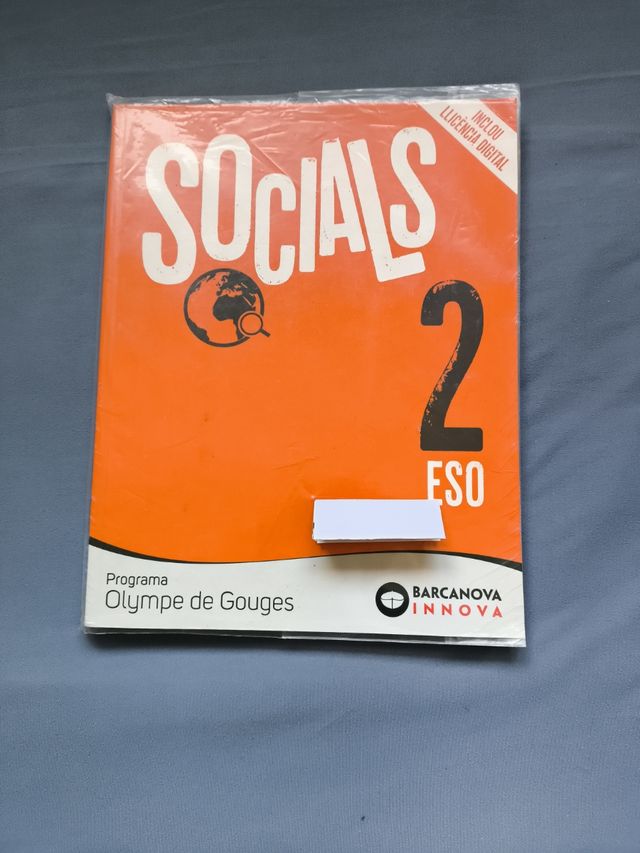 INCLOU
LLICÈNCIA DIGITAL
SOCIALS
2
ESO
Programa
Olympe de Gouges
BARCANOVA
INNOVA